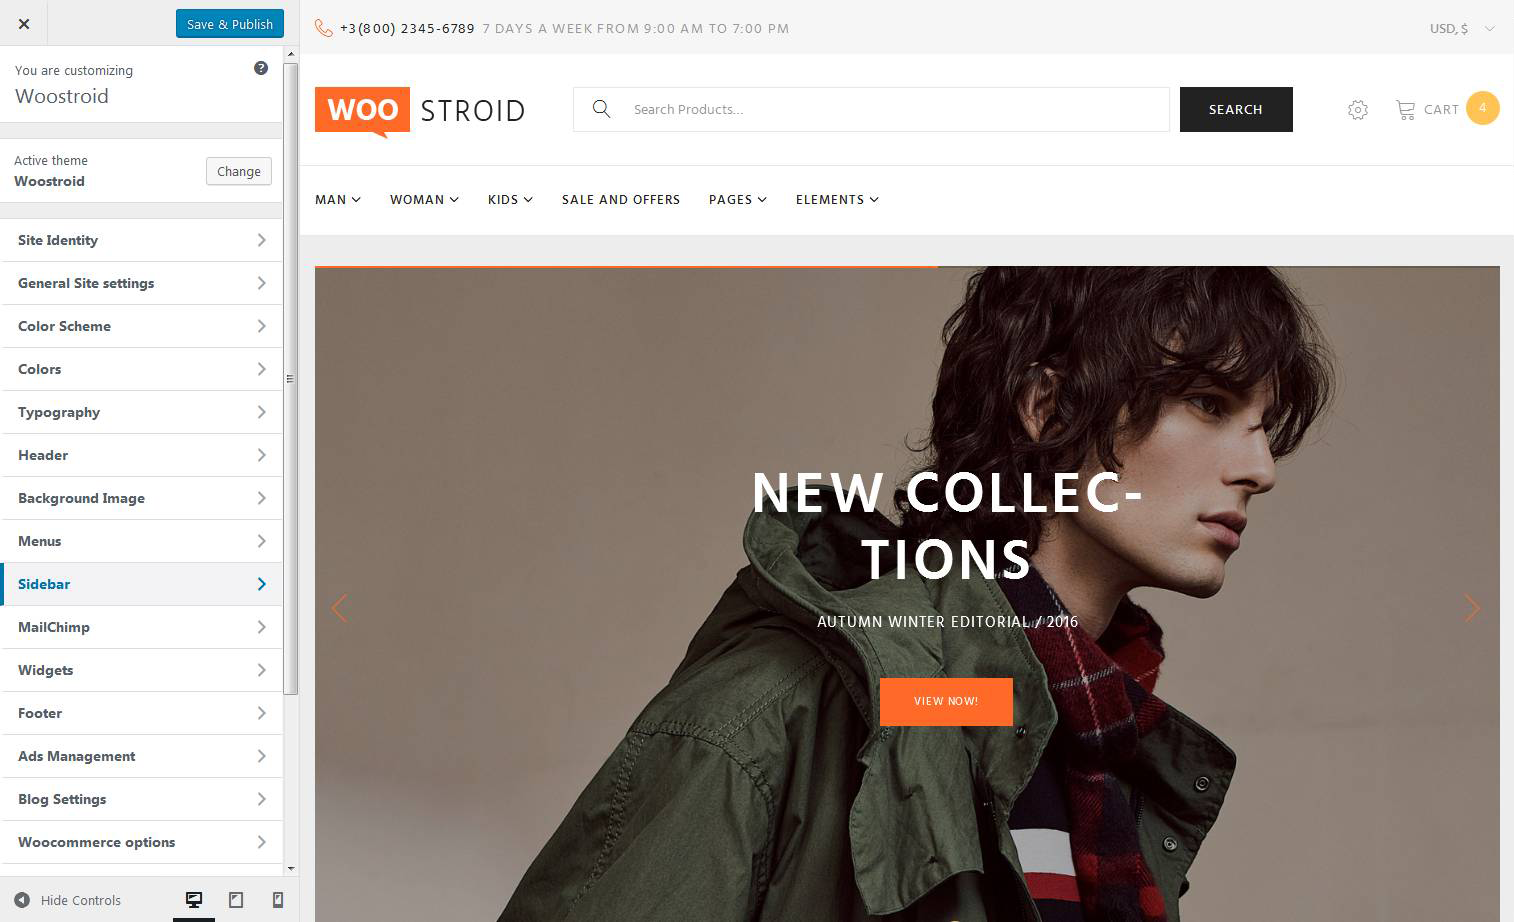 Save & Publish
You are customizing
Woostroid
Active theme
Woostroid
Change
Site Identity
General Site settings
Color Scheme
Colors
Typography
Header
Background Image
Menus
Sidebar
MailChimp
Widgets
Footer
Ads Management
Blog Settings
Woocommerce options
Hide Controls
+3(800) 2345-6789 7 DAYS A WEEK FROM 9:00 AM TO 7:00 PM
USD, $
WOO STROID
Search Products...
SEARCH
CART 4
MAN WOMAN KIDS SALE AND OFFERS PAGES ELEMENTS
NEW COLLEC-
TIONS
AUTUMN WINTER EDITORIAL / 2016
VIEW NOW!